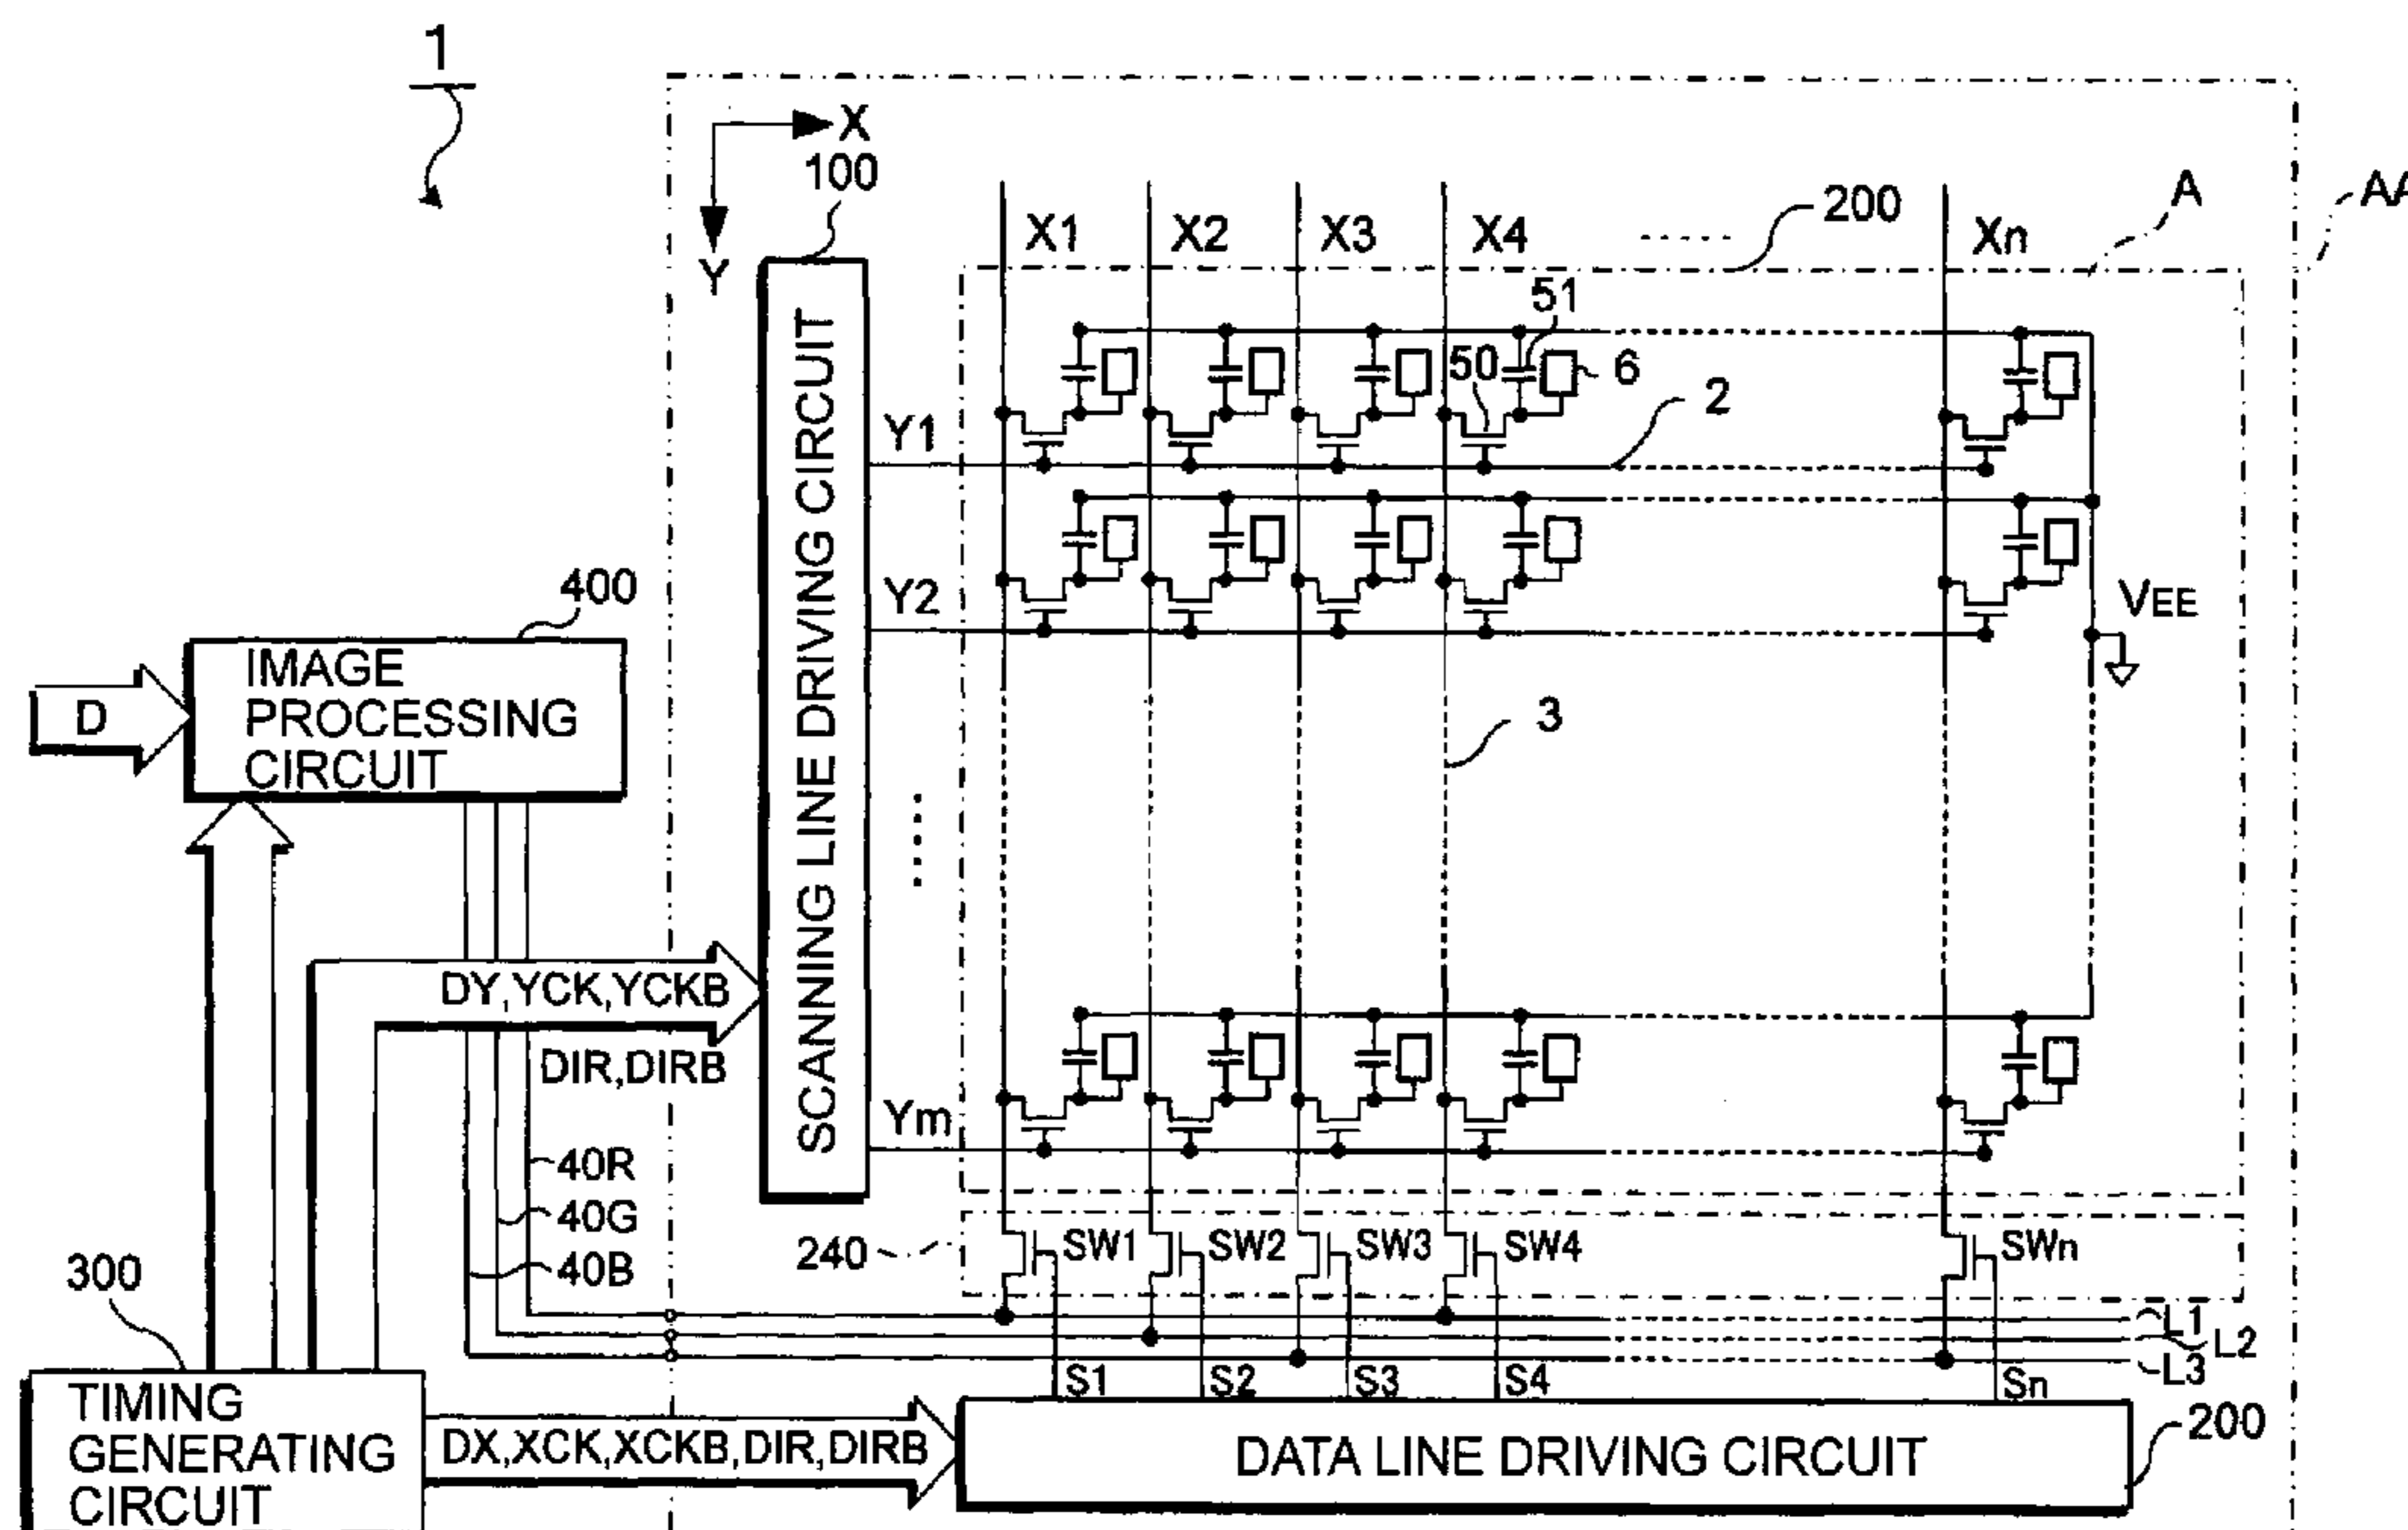 1
X
100
Y
X1 X2 X3 X4 ..... Xn
200
A
AA
51
50
6
2
Y1
SCANNING LINE DRIVING CIRCUIT
Y2
VEE
400
IMAGE
PROCESSING
CIRCUIT
D
3
DY,YCK,YCKB
DIR,DIRB
Ym
40R
40G
40B
240
SW1 SW2 SW3 SW4 SWn
300
L1
L2
L3
S1 S2 S3 S4 Sn
TIMING
GENERATING
CIRCUIT
DX,XCK,XCKB,DIR,DIRB
DATA LINE DRIVING CIRCUIT
200